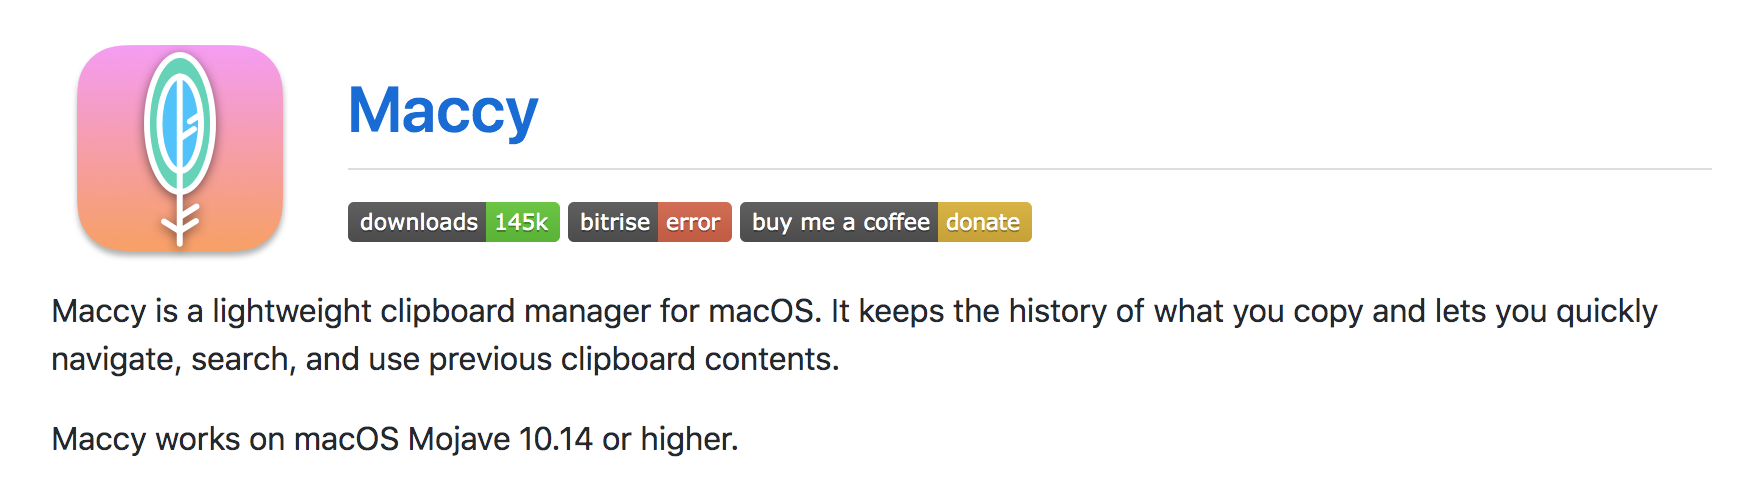 Maccy
downloads 145k bitrise error buy me a coffee donate
Maccy is a lightweight clipboard manager for macOS. It keeps the history of what you copy and lets you quickly
navigate, search, and use previous clipboard contents.
Maccy works on macOS Mojave 10.14 or higher.